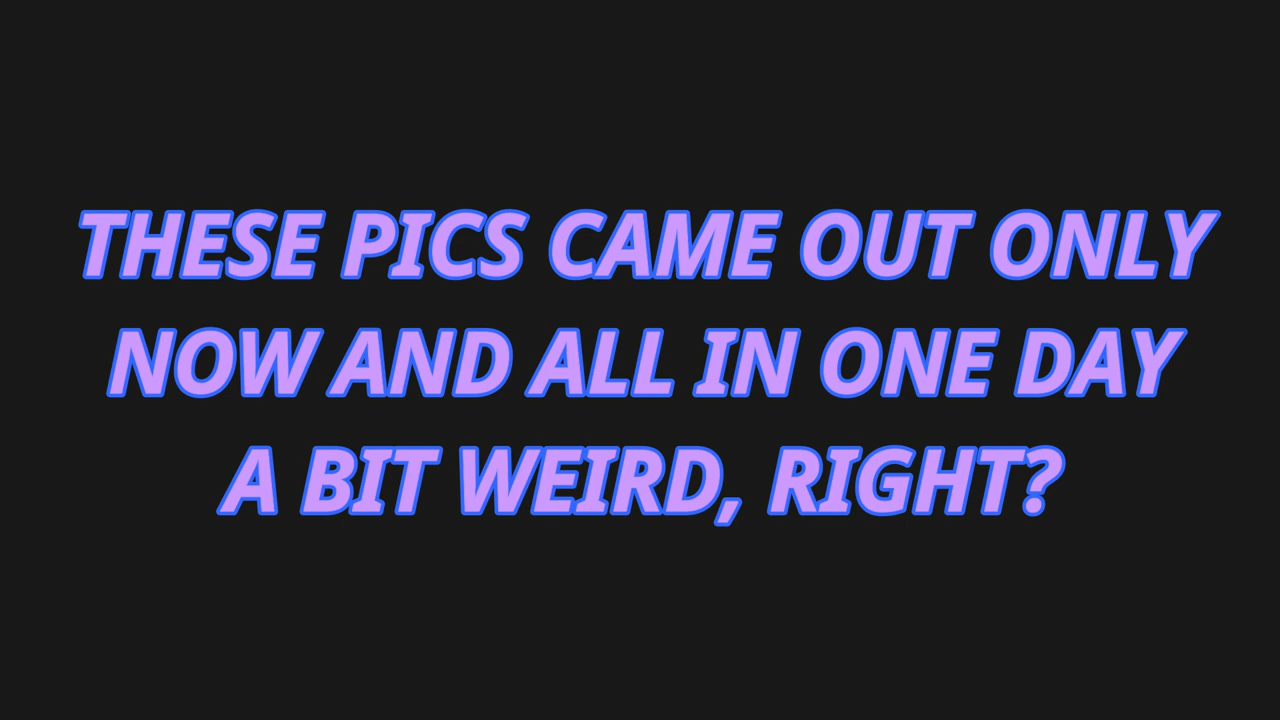 THESE PICS CAME OUT ONLY
NOW AND ALL IN ONE DAY
A BIT WEIRD, RIGHT?